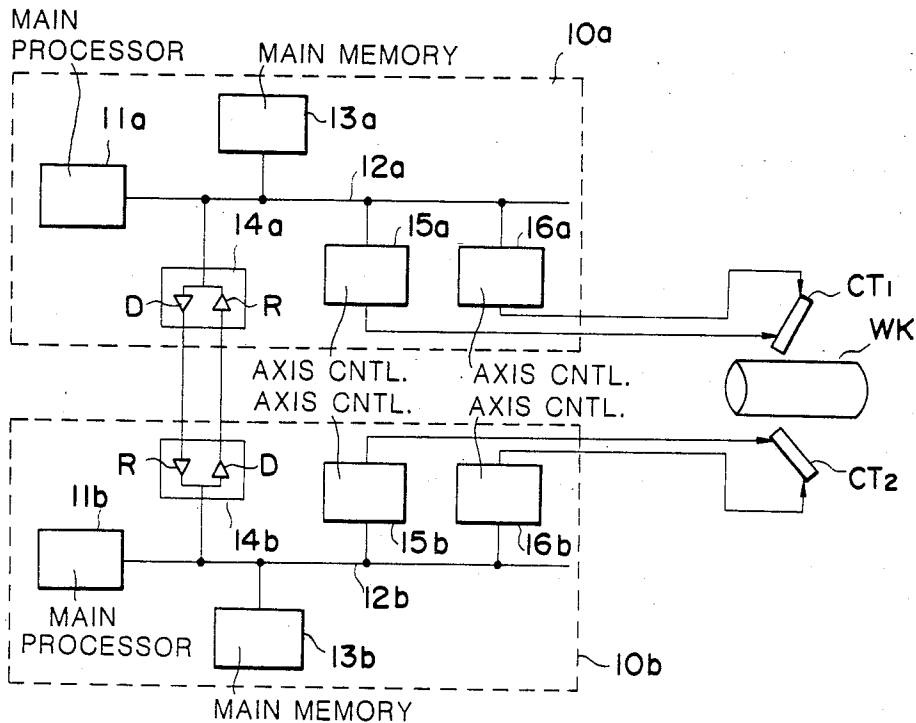 MAIN
PROCESSOR
MAIN MEMORY
10a
11a
13a
12a
14a
15a
16a
D
R
CT1
WK
AXIS CNTL.
AXIS CNTL.
AXIS CNTL.
AXIS CNTL.
R
D
CT2
11b
14b
15b
16b
12b
MAIN
PROCESSOR
13b
10b
MAIN MEMORY